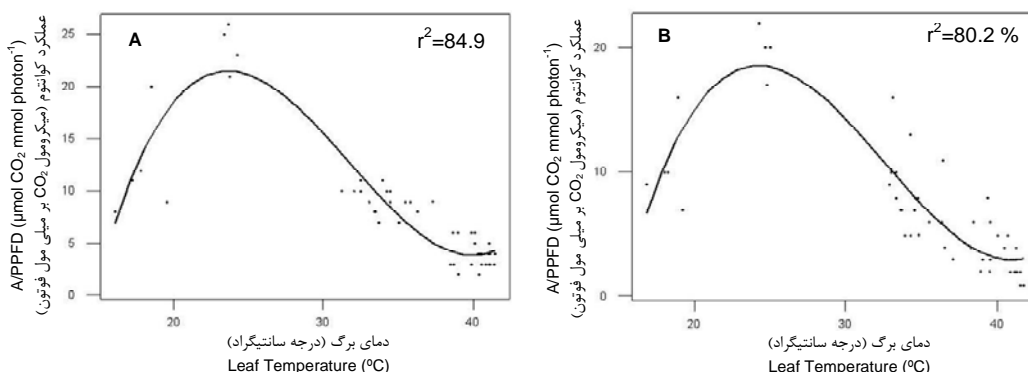 A
r²=84.9
عملکرد کوانتوم (میکرومول CO₂ بر میلی مول فوتون)
A/PPFD (µmol CO₂ mmol photon⁻¹)
25
20
15
10
5
0
20
30
40
دمای برگ (درجه سانتیگراد)
Leaf Temperature (⁰C)
B
r²=80.2 %
عملکرد کوانتوم (میکرومول CO₂ بر میلی مول فوتون)
A/PPFD (µmol CO₂ mmol photon⁻¹)
20
10
0
20
30
40
دمای برگ (درجه سانتیگراد)
Leaf Temperature (⁰C)